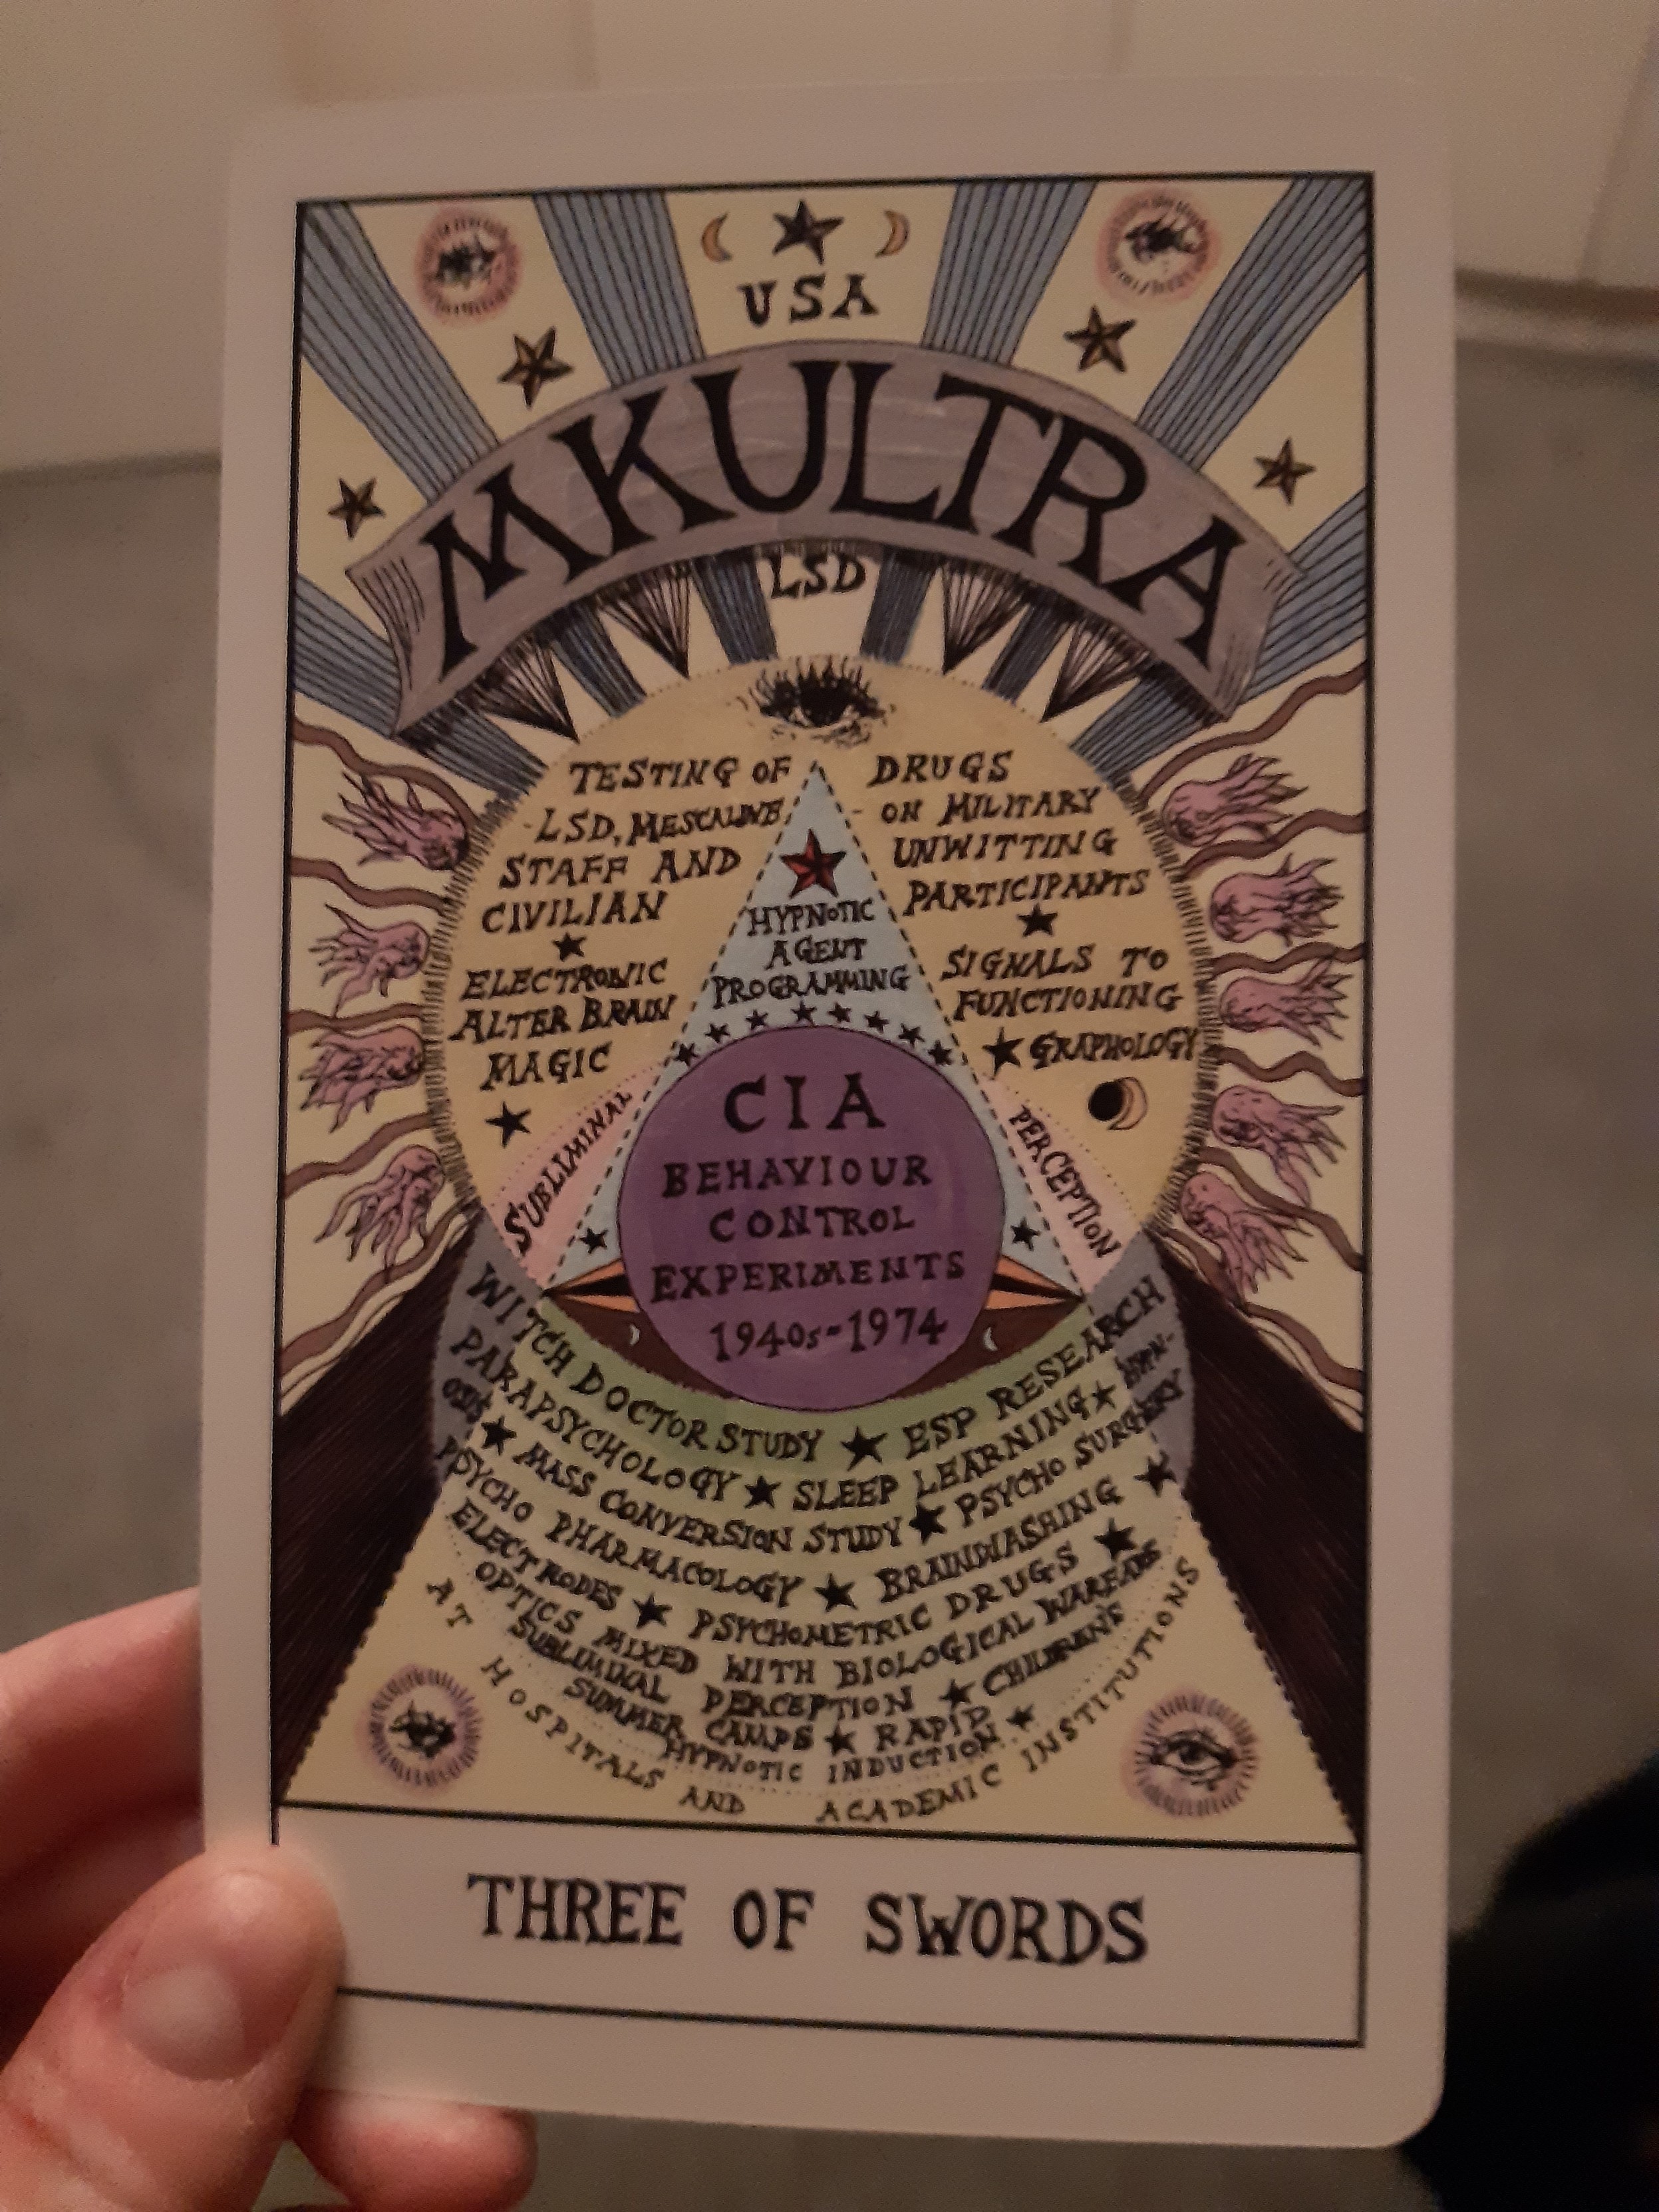 USA
MKULTRA
LSD
TESTING OF DRUGS
-LSD, MESCALINE, - ON MILITARY
STAFF AND UNWITTING
CIVILIAN PARTICIPANTS
ELECTRONIC SIGNALS TO
ALTER BRAIN FUNCTIONING
MAGIC GRAPHOLOGY
HYPNOTIC
AGENT
PROGRAMMING
SUBLIMINAL PERCEPTION
CIA
BEHAVIOUR
CONTROL
EXPERIMENTS
1940s-1974
WITCH DOCTOR STUDY ★ ESP RESEARCH
PARAPSYCHOLOGY ★ SLEEP LEARNING ★ HYPN-
OSIS ★ MASS CONVERSION STUDY ★ PSYCHO SURGERY
PSYCHO PHARMACOLOGY ★ BRAINWASHING ★
ELECTRODES ★ PSYCHOMETRIC DRUGS ★
OPTICS MIXED WITH BIOLOGICAL WARFARE
SUBLIMINAL PERCEPTION ★ CHILDREN'S
SUMMER CAMPS ★ RAPID ★
HYPNOTIC INDUCTION
AT HOSPITALS AND ACADEMIC INSTITUTIONS
THREE OF SWORDS